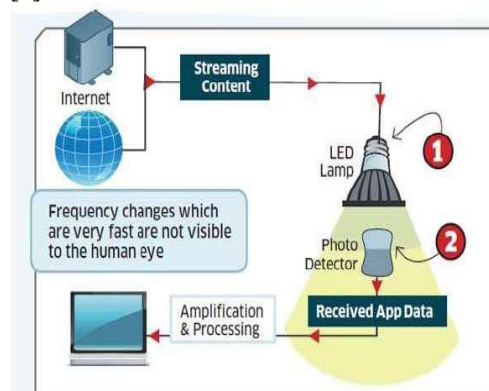 Internet
Streaming
Content
LED
Lamp
1
Frequency changes which
are very fast are not visible
to the human eye
Photo
Detector
2
Amplification
& Processing
Received App Data